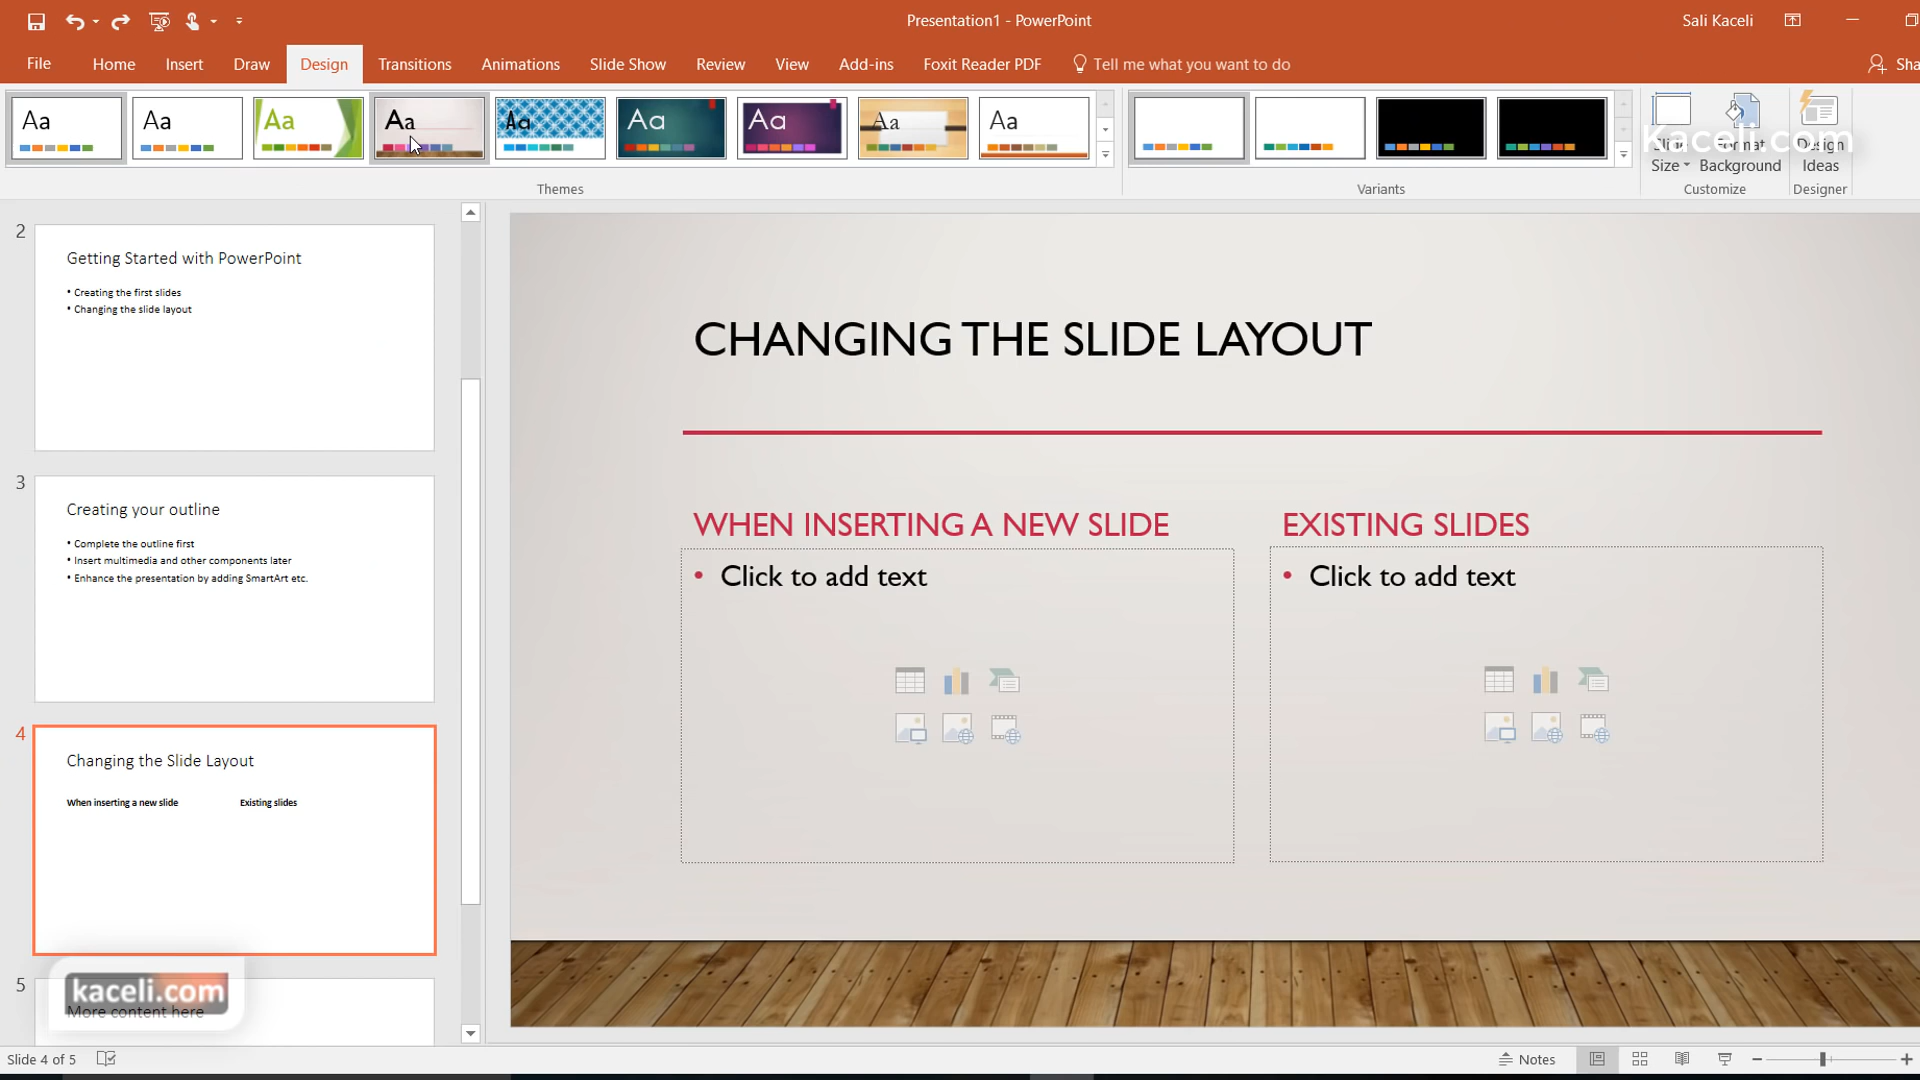 Presentation1 - PowerPoint
Sali Kaceli
File
Home
Insert
Draw
Design
Transitions
Animations
Slide Show
Review
View
Add-ins
Foxit Reader PDF
Tell me what you want to do
Sha
Aa
Aa
Aa
Aa
Aa
Aa
Aa
Aa
Aa
Kaceli.com
Slide
Size
Format
Background
Design
Ideas
Themes
Variants
Customize
Designer
2
Getting Started with PowerPoint
• Creating the first slides
• Changing the slide layout
3
Creating your outline
• Complete the outline first
• Insert multimedia and other components later
• Enhance the presentation by adding SmartArt etc.
4
Changing the Slide Layout
When inserting a new slide
Existing slides
5
kaceli.com
More content here
CHANGING THE SLIDE LAYOUT
WHEN INSERTING A NEW SLIDE
• Click to add text
EXISTING SLIDES
• Click to add text
Slide 4 of 5
Notes